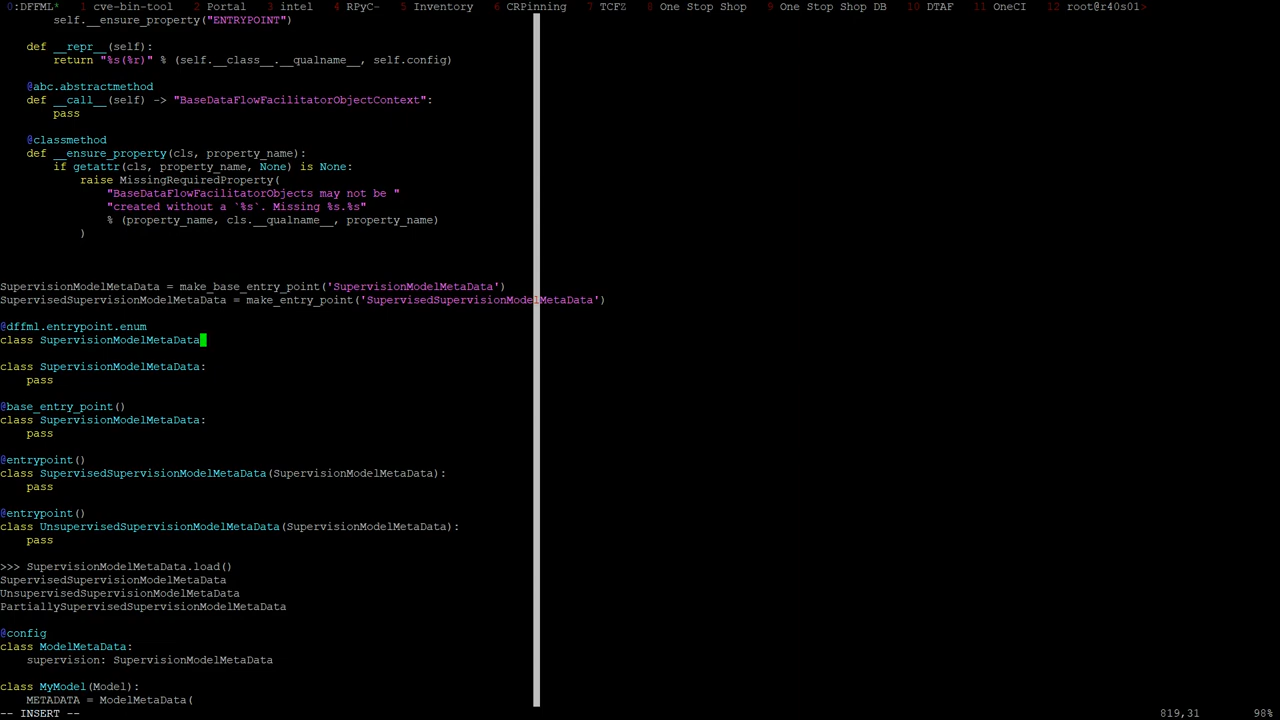 0:DFFML* 1 cve-bin-tool 2 Portal 3 intel 4 RPyC- 5 Inventory 6 CRPinning 7 TCFZ 8 One Stop Shop 9 One Stop Shop DB 10 DTAF 11 OneCI 12 root@r40s01>
        self.__ensure_property("ENTRYPOINT")

    def __repr__(self):
        return "%s(%r)" % (self.__class__.__qualname__, self.config)

    @abc.abstractmethod
    def __call__(self) -> "BaseDataFlowFacilitatorObjectContext":
        pass

    @classmethod
    def __ensure_property(cls, property_name):
        if getattr(cls, property_name, None) is None:
            raise MissingRequiredProperty(
                "BaseDataFlowFacilitatorObjects may not be "
                "created without a `%s`. Missing %s.%s"
                % (property_name, cls.__qualname__, property_name)
            )

SupervisionModelMetaData = make_base_entry_point('SupervisionModelMetaData')
SupervisedSupervisionModelMetaData = make_entry_point('SupervisedSupervisionModelMetaData')

@dffml.entrypoint.enum
class SupervisionModelMetaData

class SupervisionModelMetaData:
    pass

@base_entry_point()
class SupervisionModelMetaData:
    pass

@entrypoint()
class SupervisedSupervisionModelMetaData(SupervisionModelMetaData):
    pass

@entrypoint()
class UnsupervisedSupervisionModelMetaData(SupervisionModelMetaData):
    pass

>>> SupervisionModelMetaData.load()
SupervisedSupervisionModelMetaData
UnsupervisedSupervisionModelMetaData
PartiallySupervisedSupervisionModelMetaData

@config
class ModelMetaData:
    supervision: SupervisionModelMetaData

class MyModel(Model):
    METADATA = ModelMetaData(
-- INSERT -- 819,31 98%